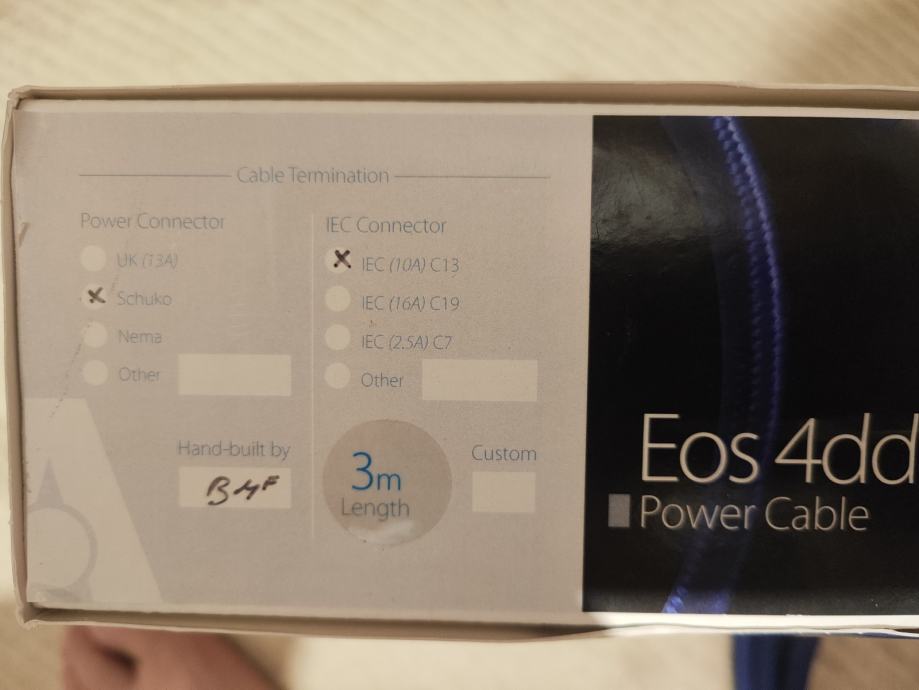 Cable Termination
Power Connector
UK (13A)
Schuko
Nema
Other
Hand-built by
IEC Connector
IEC (10A) C13
IEC (16A) C19
IEC (2.5A) C7
Other
3m
Length
Custom
Eos 4dd
Power Cable